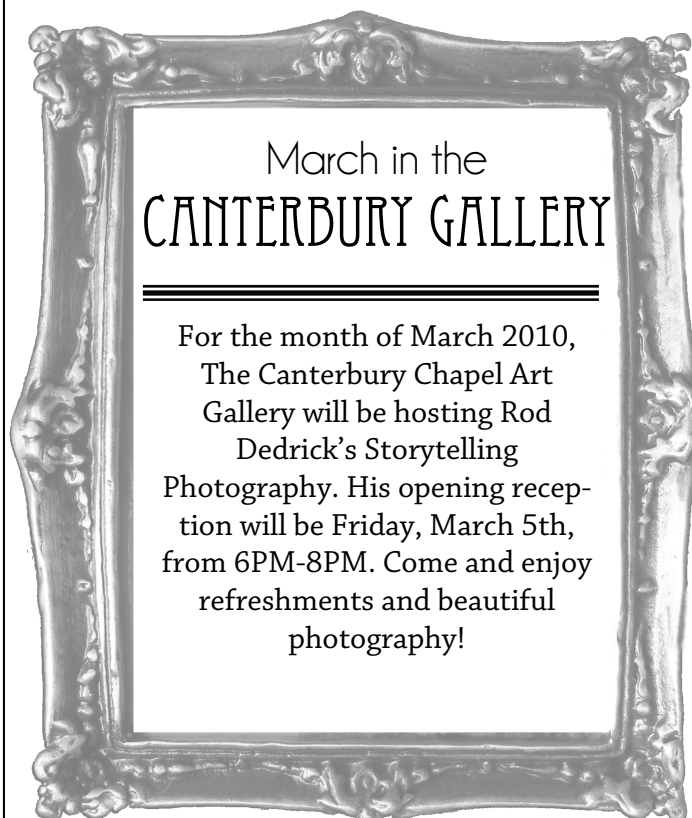 March in the
CANTERBURY GALLERY
For the month of March 2010,
The Canterbury Chapel Art
Gallery will be hosting Rod
Dedrick’s Storytelling
Photography. His opening recep-
tion will be Friday, March 5th,
from 6PM-8PM. Come and enjoy
refreshments and beautiful
photography!